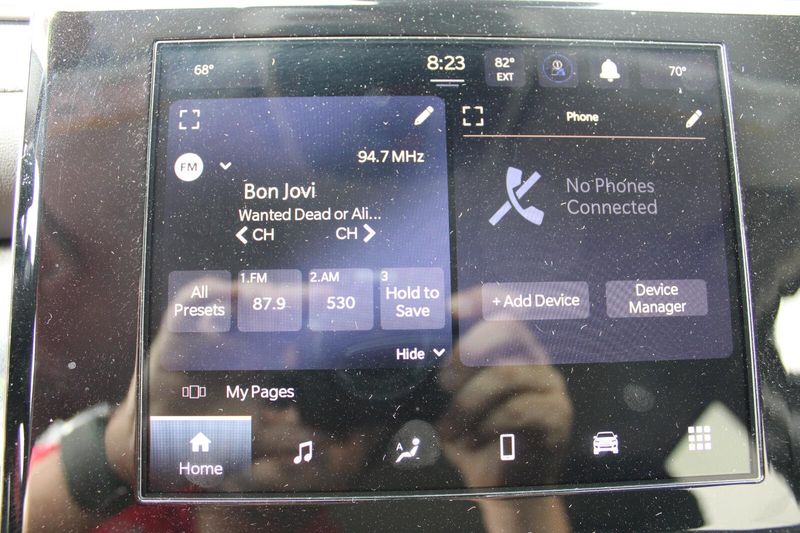 68°
8:23
82°
EXT
70°
FM
94.7 MHz
Bon Jovi
Wanted Dead or Ali...
CH
CH
All
Presets
1.FM
87.9
2.AM
530
3
Hold to
Save
Hide
Phone
No Phones
Connected
+ Add Device
Device
Manager
My Pages
Home